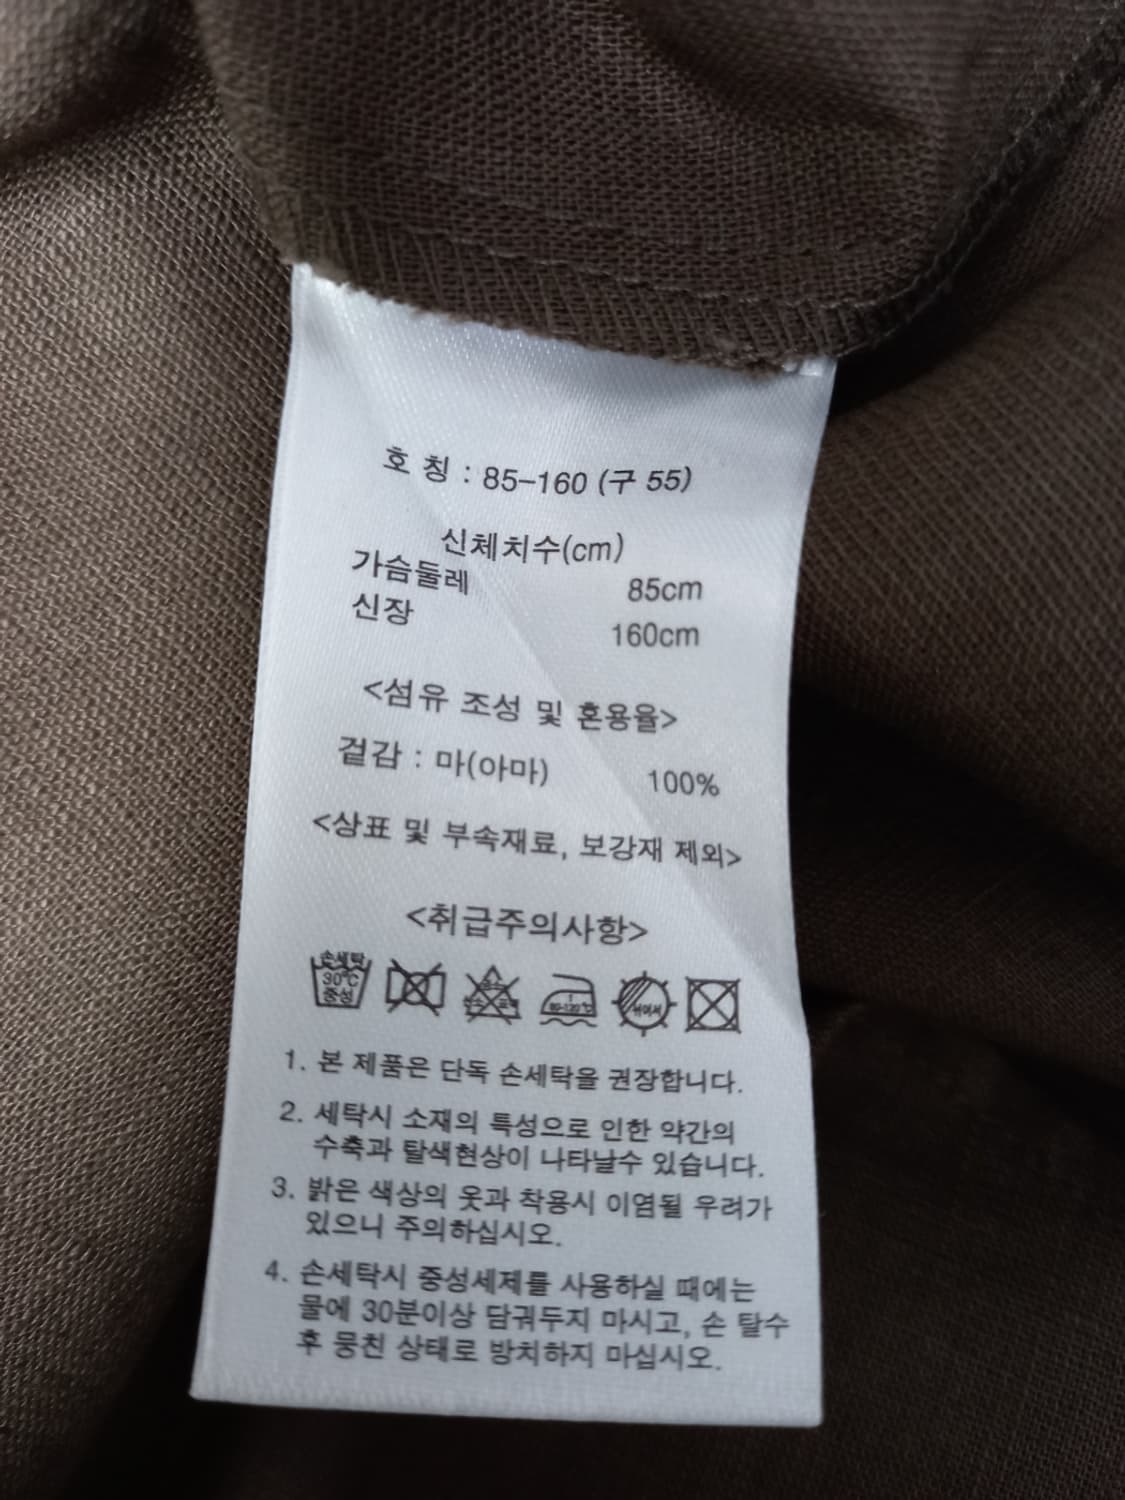 호 칭 : 85-160 (구 55)
신체치수(cm)
가슴둘레 85cm
신장 160cm
<섬유 조성 및 혼용율>
겉감 : 마(아마) 100%
<상표 및 부속재료, 보강재 제외>
<취급주의사항>
손세탁
30℃
중성
1. 본 제품은 단독 손세탁을 권장합니다.
2. 세탁시 소재의 특성으로 인한 약간의
수축과 탈색현상이 나타날수 있습니다.
3. 밝은 색상의 옷과 착용시 이염될 우려가
있으니 주의하십시오.
4. 손세탁시 중성세제를 사용하실 때에는
물에 30분이상 담궈두지 마시고, 손 탈수
후 뭉친 상태로 방치하지 마십시오.